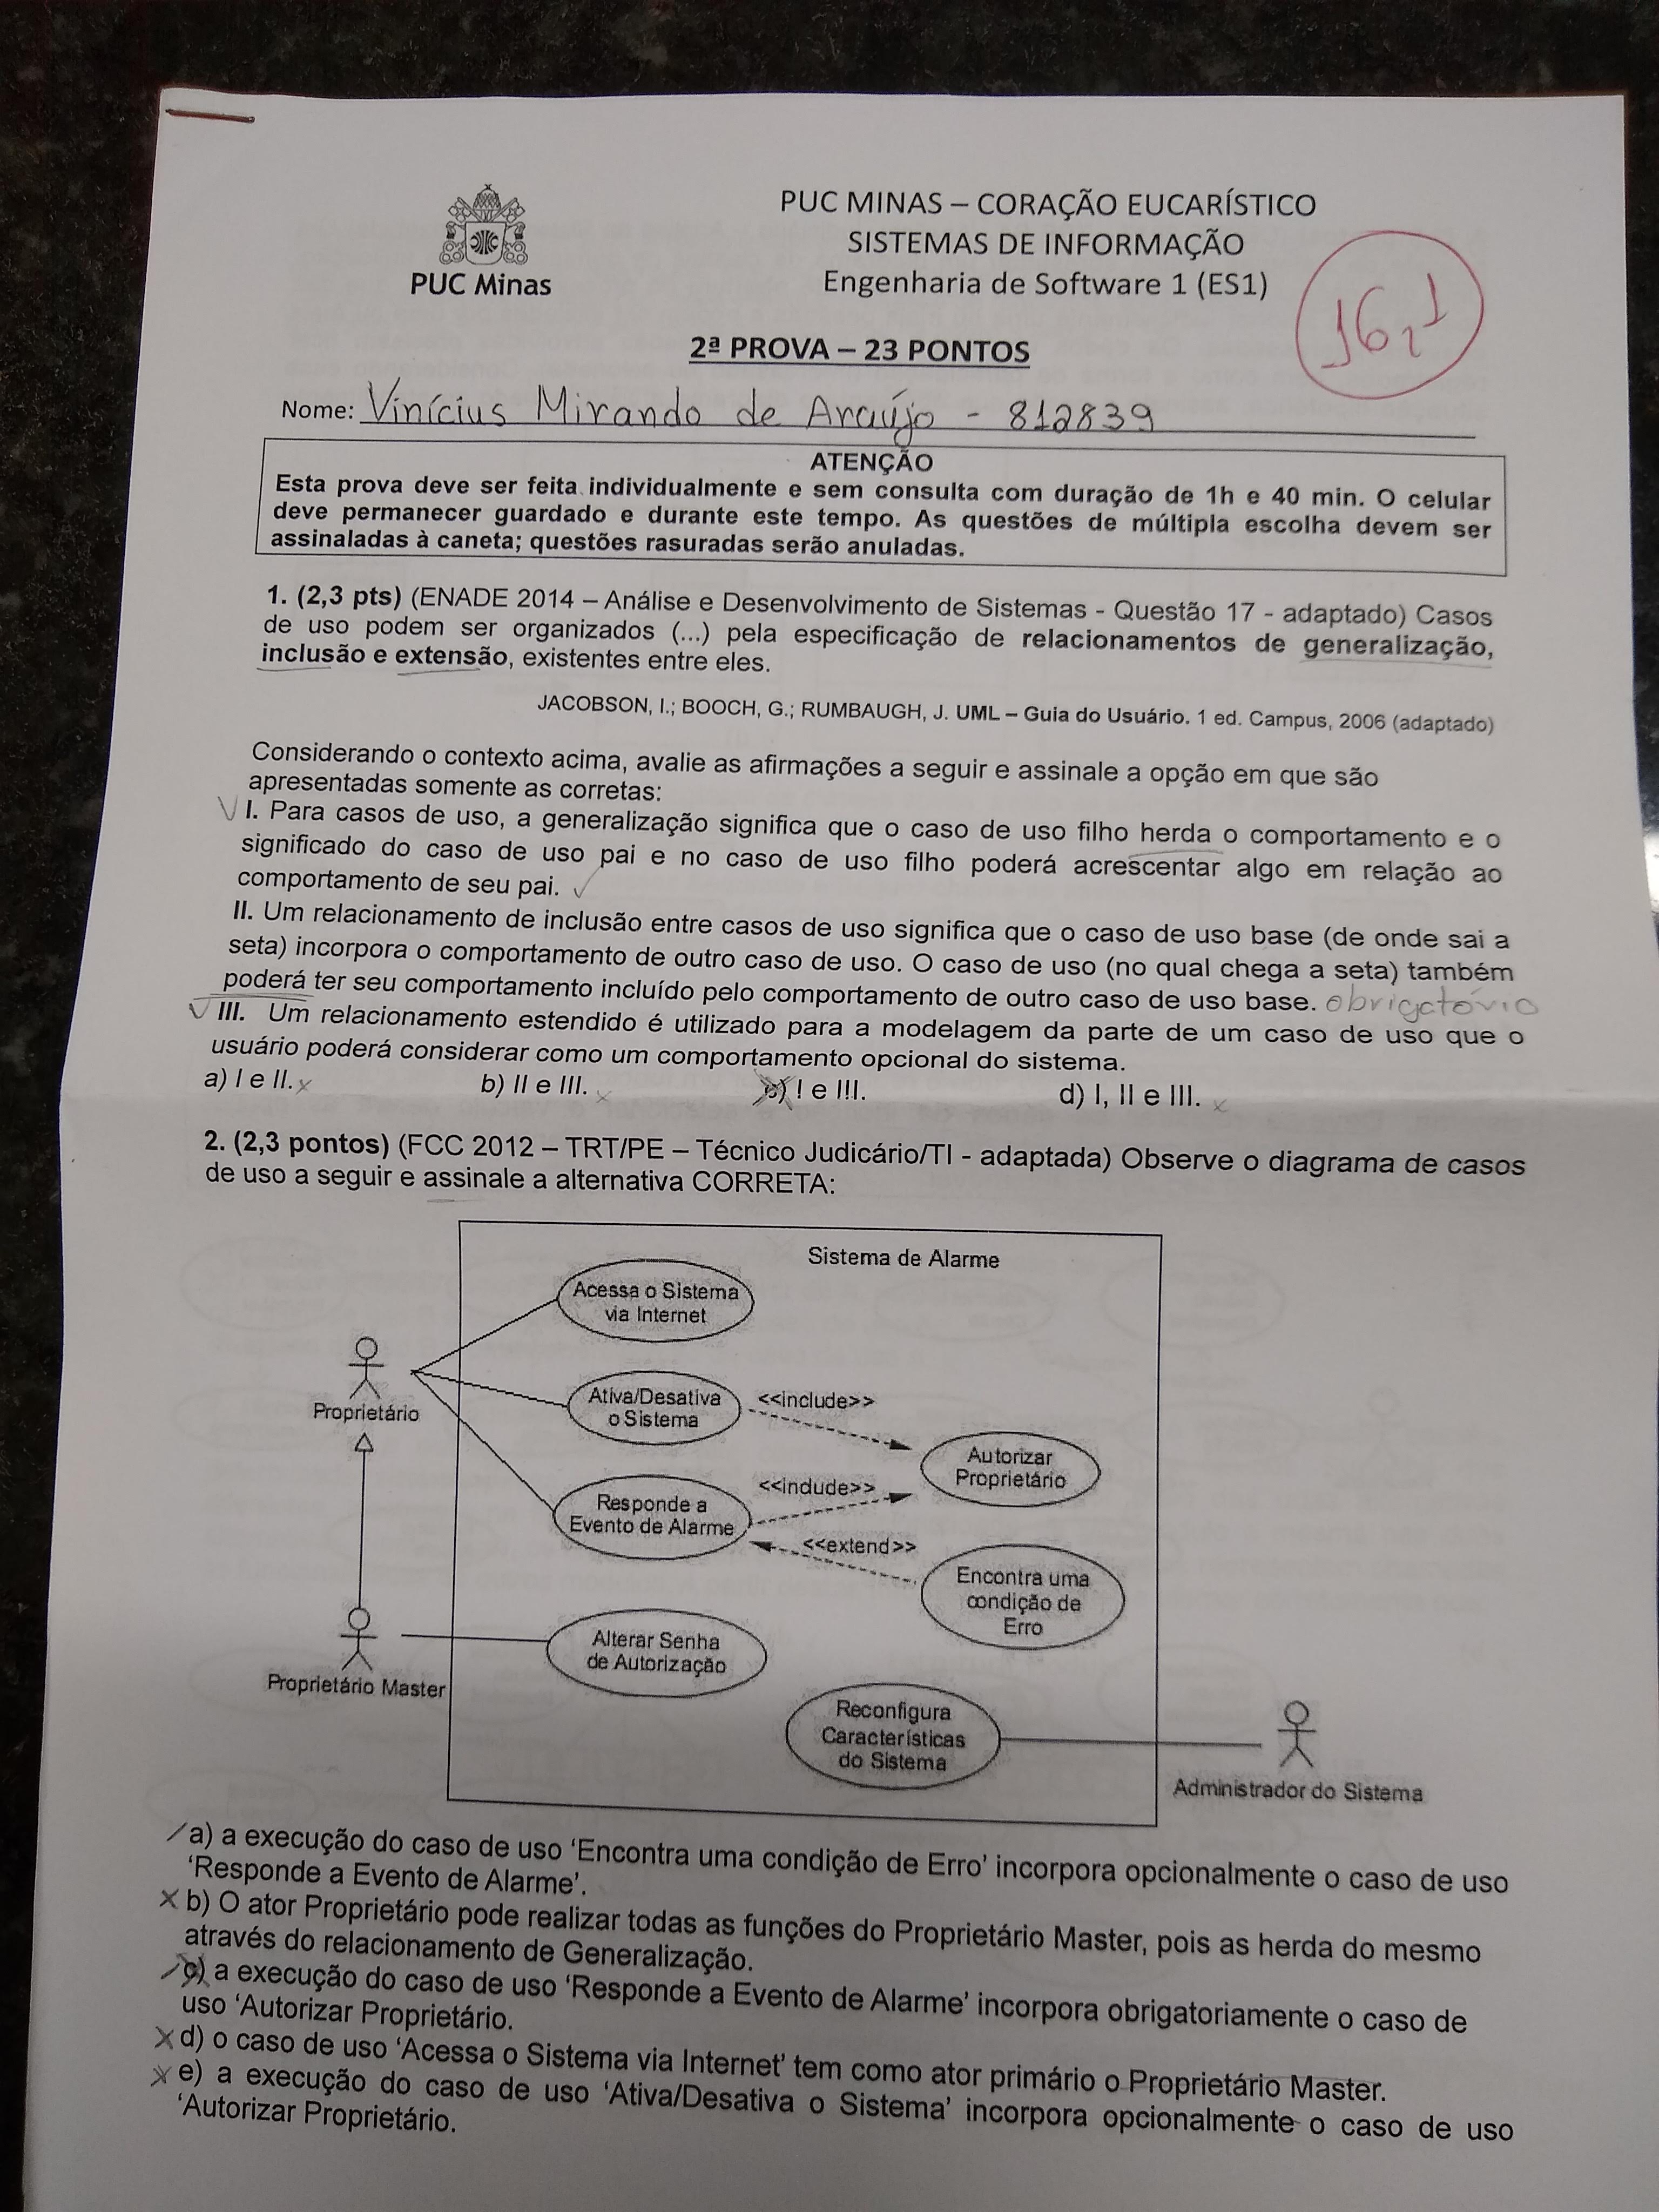 PUC Minas
PUC MINAS – CORAÇÃO EUCARÍSTICO
SISTEMAS DE INFORMAÇÃO
Engenharia de Software 1 (ES1)
16,1
2ª PROVA – 23 PONTOS
Nome: Vinícius Mirando de Araújo - 812839
ATENÇÃO
Esta prova deve ser feita individualmente e sem consulta com duração de 1h e 40 min. O celular
deve permanecer guardado e durante este tempo. As questões de múltipla escolha devem ser
assinaladas à caneta; questões rasuradas serão anuladas.
1. (2,3 pts) (ENADE 2014 – Análise e Desenvolvimento de Sistemas - Questão 17 - adaptado) Casos
de uso podem ser organizados (...) pela especificação de relacionamentos de generalização,
inclusão e extensão, existentes entre eles.
JACOBSON, I.; BOOCH, G.; RUMBAUGH, J. UML – Guia do Usuário. 1 ed. Campus, 2006 (adaptado)
Considerando o contexto acima, avalie as afirmações a seguir e assinale a opção em que são
apresentadas somente as corretas:
V I. Para casos de uso, a generalização significa que o caso de uso filho herda o comportamento e o
significado do caso de uso pai e no caso de uso filho poderá acrescentar algo em relação ao
comportamento de seu pai. ✓
II. Um relacionamento de inclusão entre casos de uso significa que o caso de uso base (de onde sai a
seta) incorpora o comportamento de outro caso de uso. O caso de uso (no qual chega a seta) também
poderá ter seu comportamento incluído pelo comportamento de outro caso de uso base. obrigatório
V III. Um relacionamento estendido é utilizado para a modelagem da parte de um caso de uso que o
usuário poderá considerar como um comportamento opcional do sistema.
a) I e II. x b) II e III. x c) I e III. d) I, II e III. x
2. (2,3 pontos) (FCC 2012 – TRT/PE – Técnico Judicário/TI - adaptada) Observe o diagrama de casos
de uso a seguir e assinale a alternativa CORRETA:
Sistema de Alarme
Acessa o Sistema
via Internet
Proprietário
Ativa/Desativa
o Sistema
<<include>>
Autorizar
Proprietário
<<include>>
Responde a
Evento de Alarme
<<extend>>
Encontra uma
condição de
Erro
Proprietário Master
Alterar Senha
de Autorização
Reconfigura
Características
do Sistema
Administrador do Sistema
/ a) a execução do caso de uso ‘Encontra uma condição de Erro’ incorpora opcionalmente o caso de uso
‘Responde a Evento de Alarme’.
x b) O ator Proprietário pode realizar todas as funções do Proprietário Master, pois as herda do mesmo
através do relacionamento de Generalização.
/ c) a execução do caso de uso ‘Responde a Evento de Alarme’ incorpora obrigatoriamente o caso de
uso ‘Autorizar Proprietário.
x d) o caso de uso ‘Acessa o Sistema via Internet’ tem como ator primário o Proprietário Master.
x e) a execução do caso de uso ‘Ativa/Desativa o Sistema’ incorpora opcionalmente o caso de uso
‘Autorizar Proprietário.